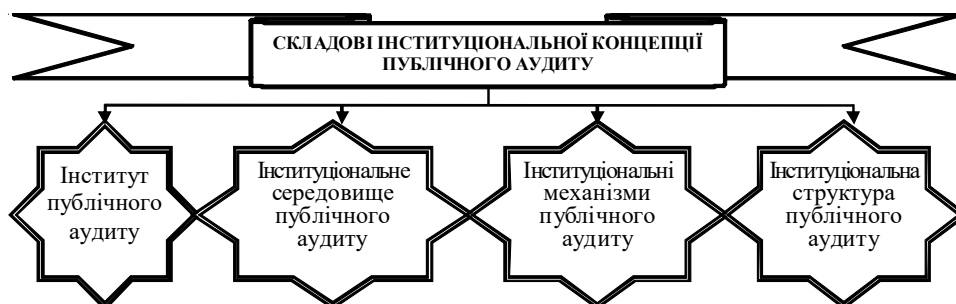 СКЛАДОВІ ІНСТИТУЦІОНАЛЬНОЇ КОНЦЕПЦІЇ
ПУБЛІЧНОГО АУДИТУ
Інститут
публічного
аудиту
Інституціональне
середовище
публічного
аудиту
Інституціональні
механізми
публічного
аудиту
Інституціональна
структура
публічного
аудиту